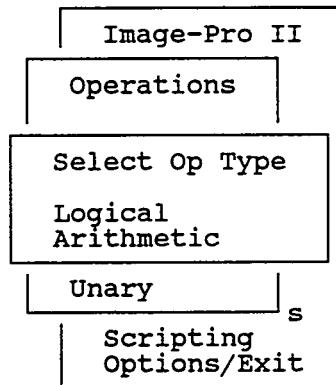 Image-Pro II
Operations
Select Op Type
Logical
Arithmetic
Unary
s
Scripting
Options/Exit